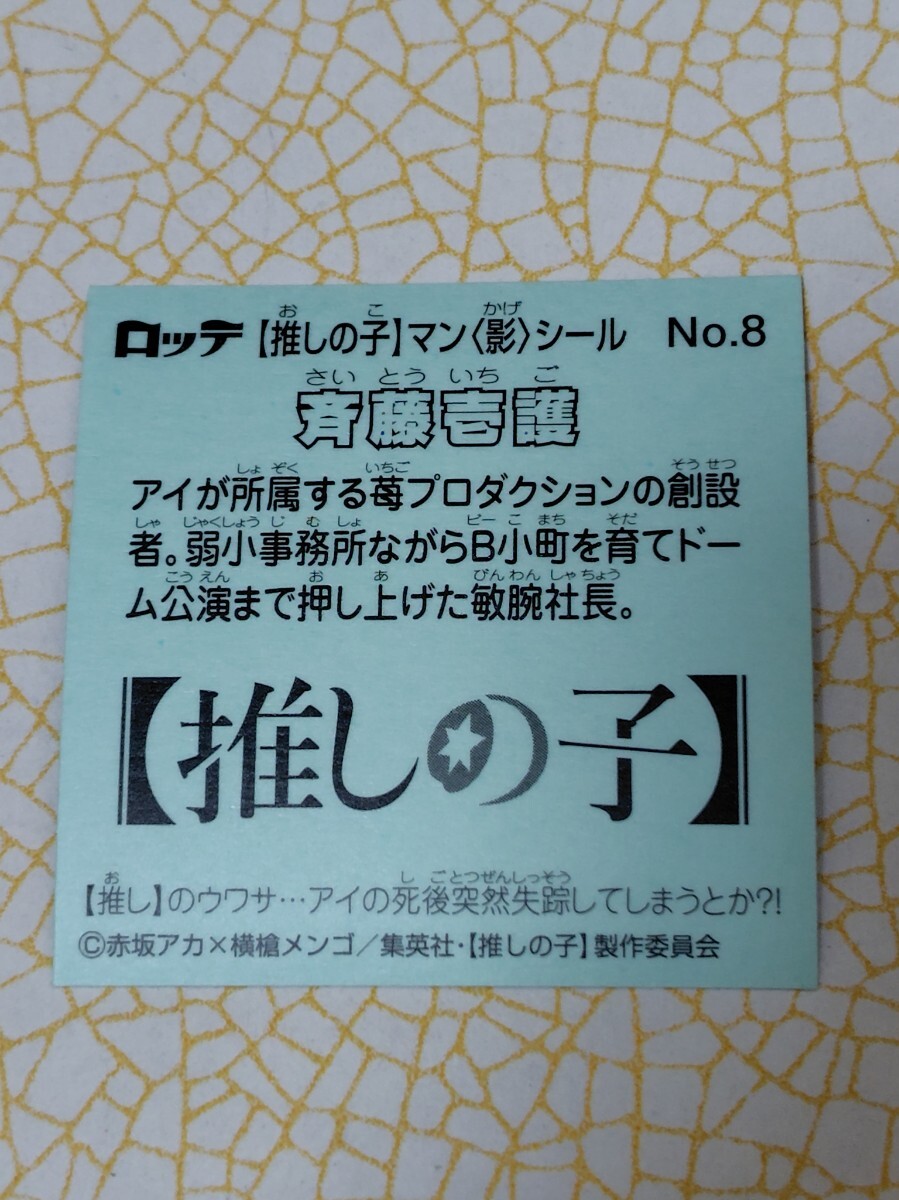 ロッテ 【推しの子】マン〈影〉シール No.8
斉藤壱護
アイが所属する苺プロダクションの創設
者。弱小事務所ながらB小町を育てドー
ム公演まで押し上げた敏腕社長。
【推しの子】
【推し】のウワサ…アイの死後突然失踪してしまうとか?!
©赤坂アカ×横槍メンゴ/集英社・【推しの子】製作委員会